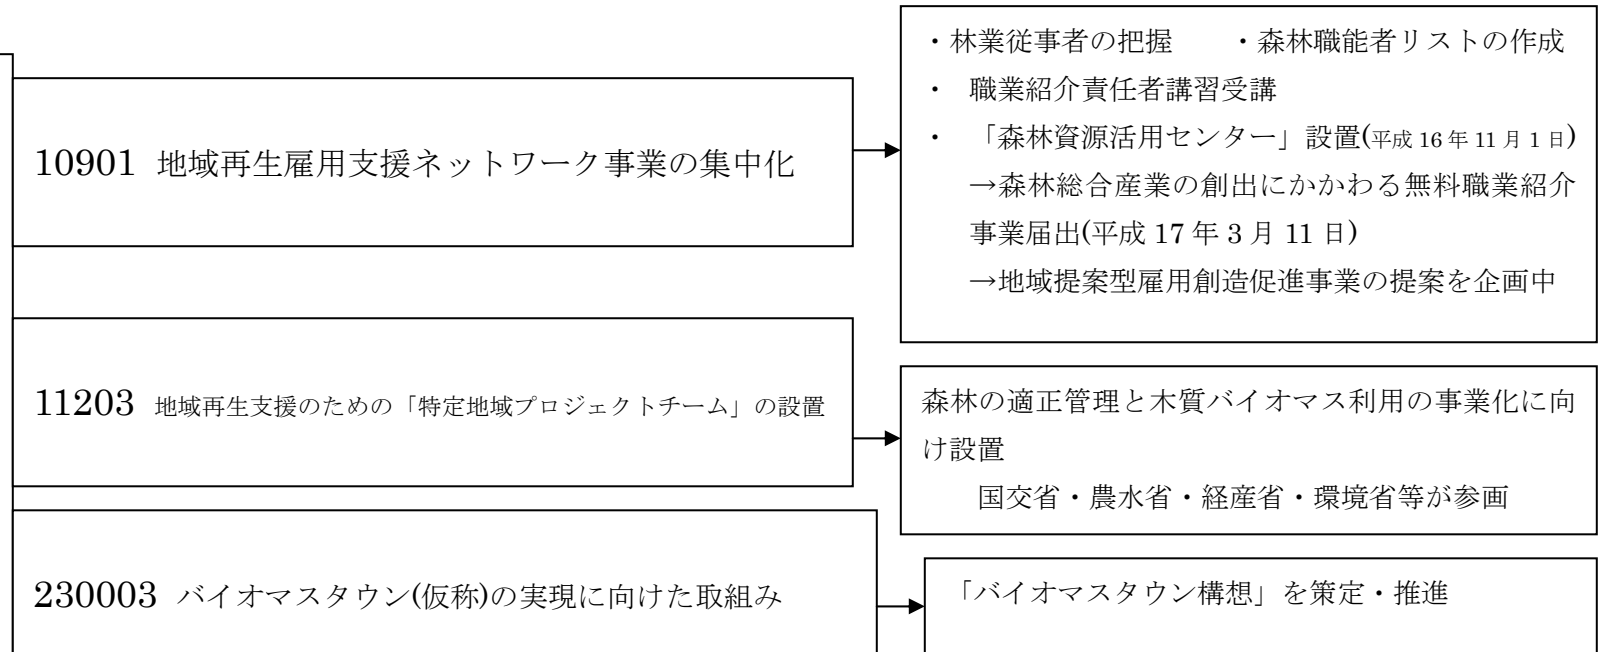 10901 地域再生雇用支援ネットワーク事業の集中化
・林業従事者の把握　　・森林職能者リストの作成
・ 職業紹介責任者講習受講
・ 「森林資源活用センター」設置(平成 16 年 11 月 1 日)
→森林総合産業の創出にかかわる無料職業紹介
事業届出(平成 17 年 3 月 11 日)
→地域提案型雇用創造促進事業の提案を企画中
11203 地域再生支援のための「特定地域プロジェクトチーム」の設置
森林の適正管理と木質バイオマス利用の事業化に向
け設置
国交省・農水省・経産省・環境省等が参画
230003 バイオマスタウン(仮称)の実現に向けた取組み
「バイオマスタウン構想」を策定・推進